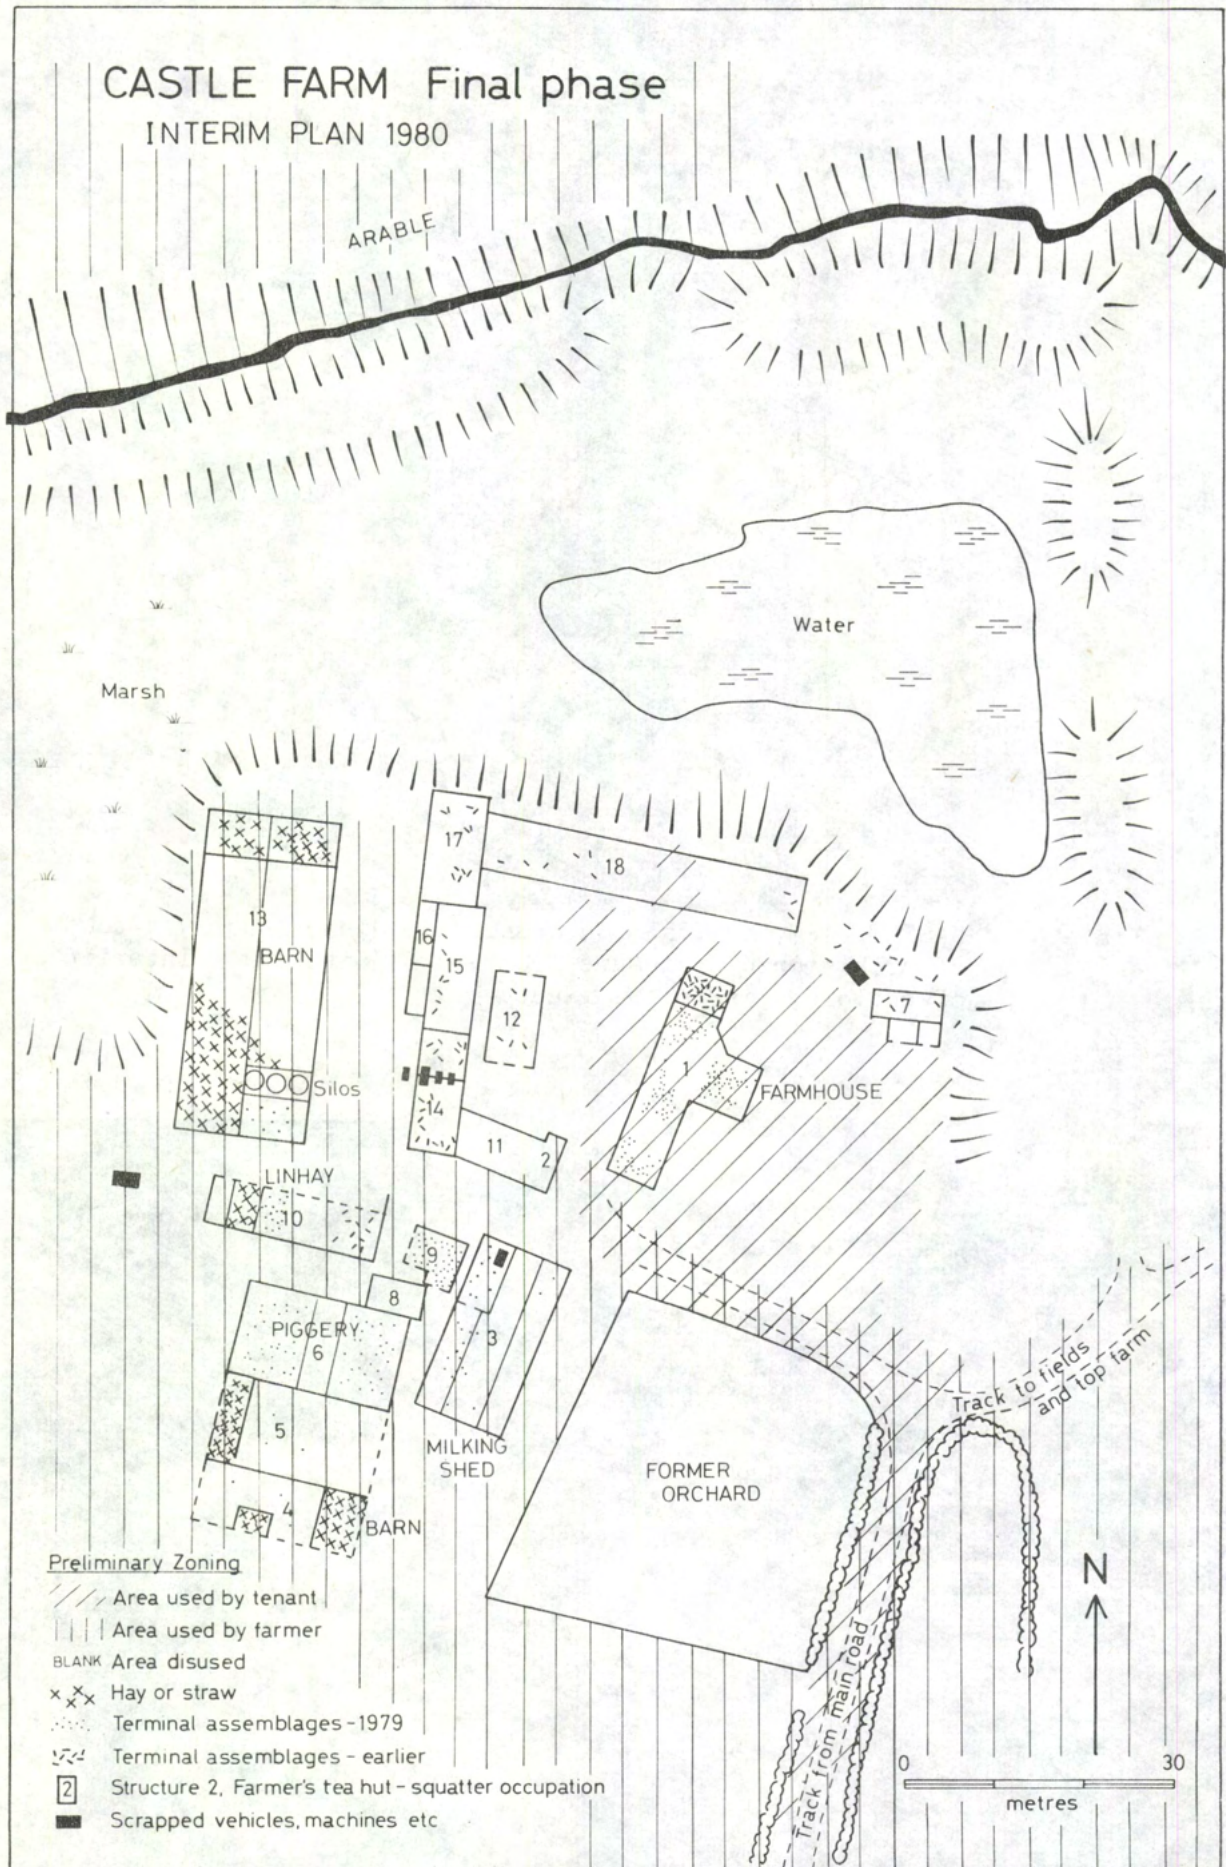 CASTLE FARM Final phase
INTERIM PLAN 1980
ARABLE
Water
Marsh
17
18
13
BARN
16
15
12
7
1
FARMHOUSE
Silos
14
11
2
LINHAY
10
9
8
PIGGERY
6
3
5
MILKING
SHED
4
BARN
FORMER
ORCHARD
Track to fields
and top farm
Track from main road
Preliminary Zoning
Area used by tenant
Area used by farmer
BLANK Area disused
Hay or straw
Terminal assemblages - 1979
Terminal assemblages - earlier
2 Structure 2, Farmer's tea hut - squatter occupation
Scrapped vehicles, machines etc
N
0 30
metres